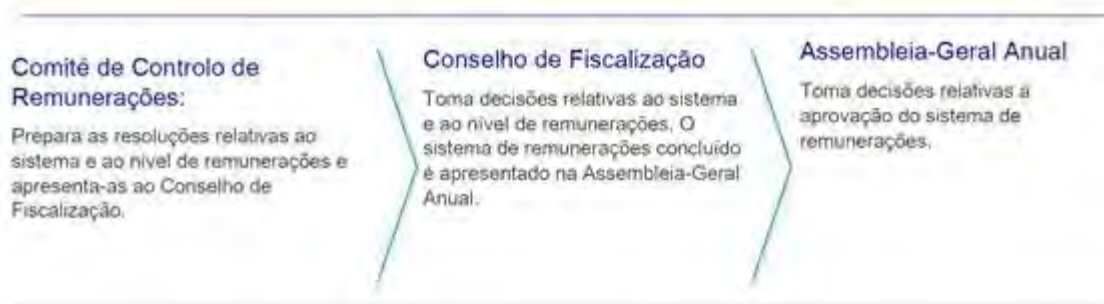 Comité de Controlo de
Remunerações:
Prepara as resoluções relativas ao
sistema e ao nível de remunerações e
apresenta-as ao Conselho de
Fiscalização.
Conselho de Fiscalização
Toma decisões relativas ao sistema
e ao nível de remunerações. O
sistema de remunerações concluído
é apresentado na Assembleia-Geral
Anual.
Assembleia-Geral Anual
Toma decisões relativas a
aprovação do sistema de
remunerações.